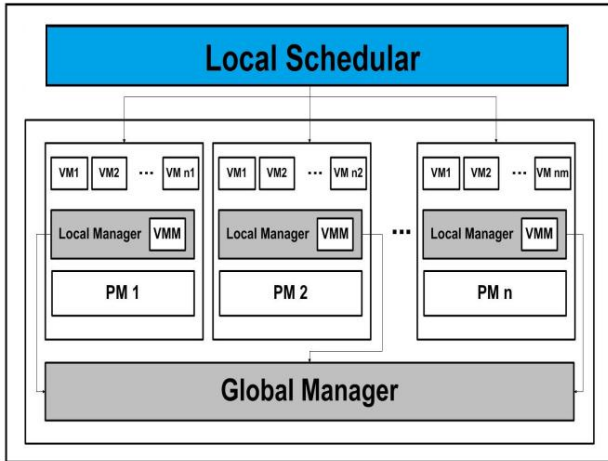 Local Schedular
VM1 VM2 ... VM n1
VM1 VM2 ... VM n2
VM1 VM2 ... VM nm
Local Manager VMM
Local Manager VMM
...
Local Manager VMM
PM 1
PM 2
PM n
Global Manager